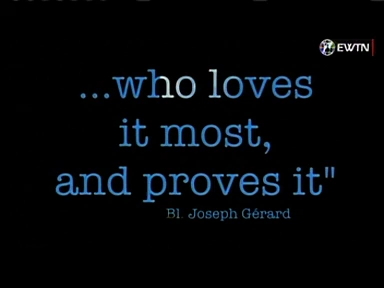 EWTN
...who loves
it most,
and proves it"
Bl. Joseph Gérard